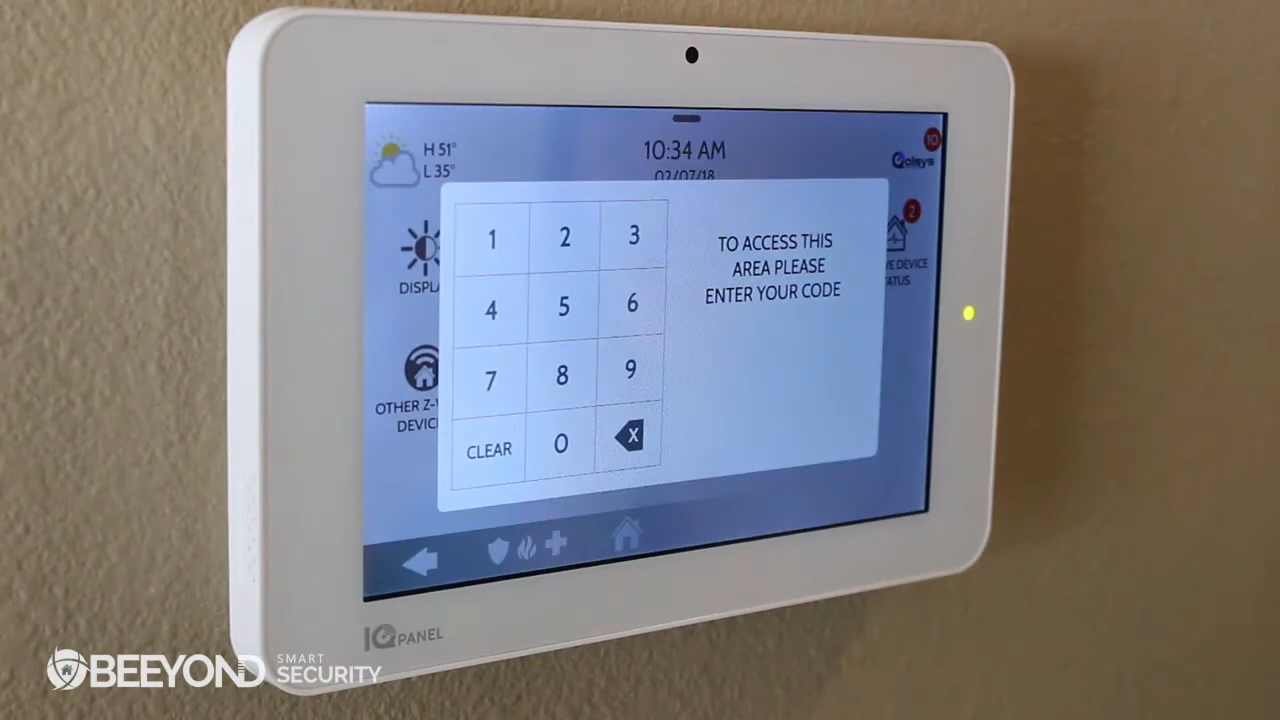 H 51°
L 35°
10:34 AM
02/07/18
10
Qolsys
1 2 3
4 5 6
7 8 9
CLEAR 0 X
TO ACCESS THIS
AREA PLEASE
ENTER YOUR CODE
DISPLA
2
VE DEVICE
ATUS
OTHER Z-W
DEVIC
IQ PANEL
BEEYOND SMART
SECURITY